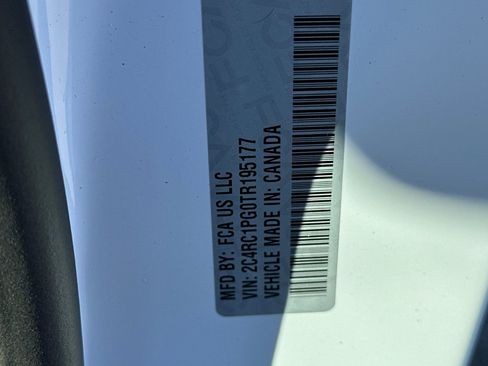 MFD BY: FCA US LLC
VIN: 2C4RC1PG0TR195177
VEHICLE MADE IN: CANADA